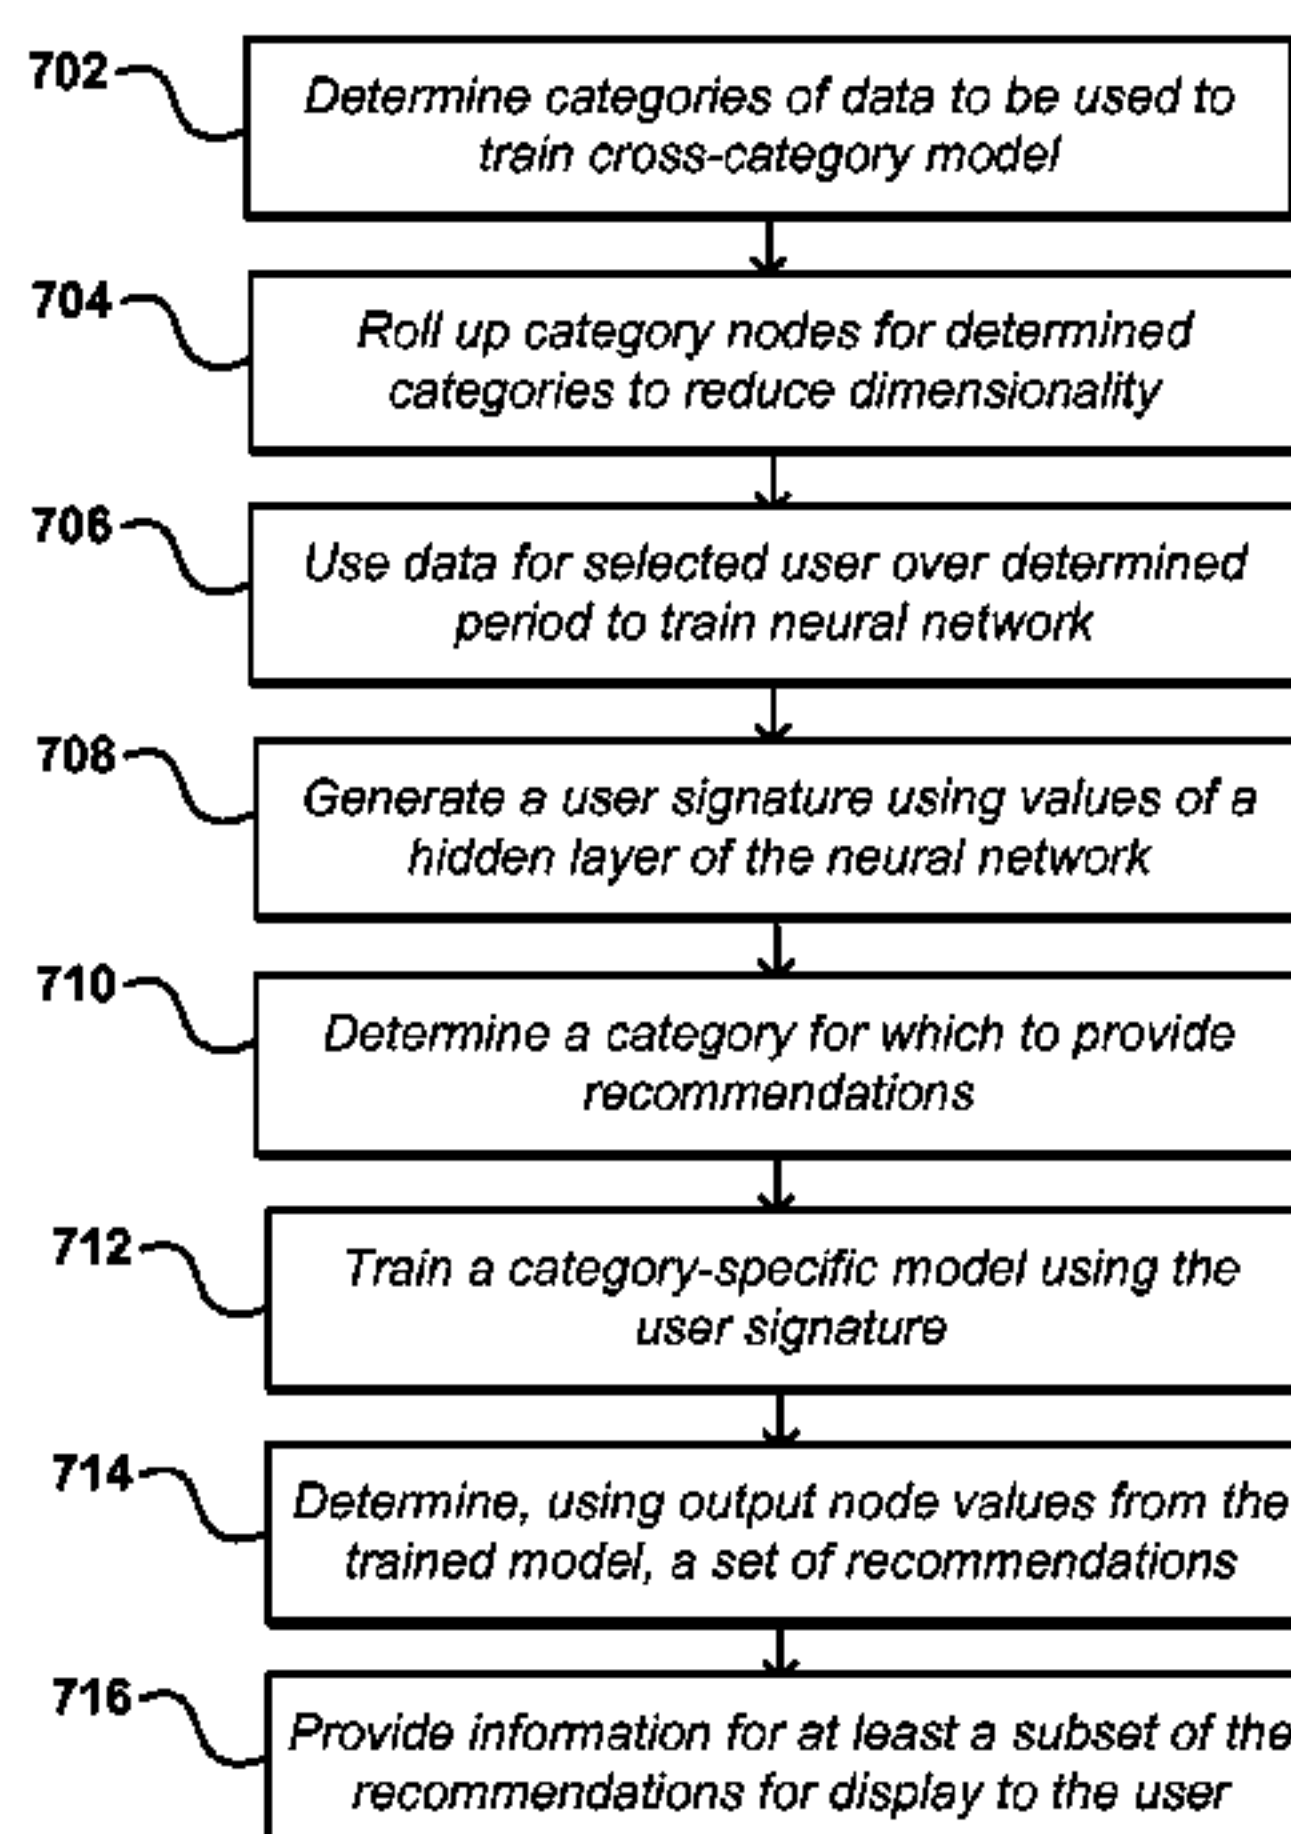 702
Determine categories of data to be used to
train cross-category model
704
Roll up category nodes for determined
categories to reduce dimensionality
706
Use data for selected user over determined
period to train neural network
708
Generate a user signature using values of a
hidden layer of the neural network
710
Determine a category for which to provide
recommendations
712
Train a category-specific model using the
user signature
714
Determine, using output node values from the
trained model, a set of recommendations
716
Provide information for at least a subset of the
recommendations for display to the user